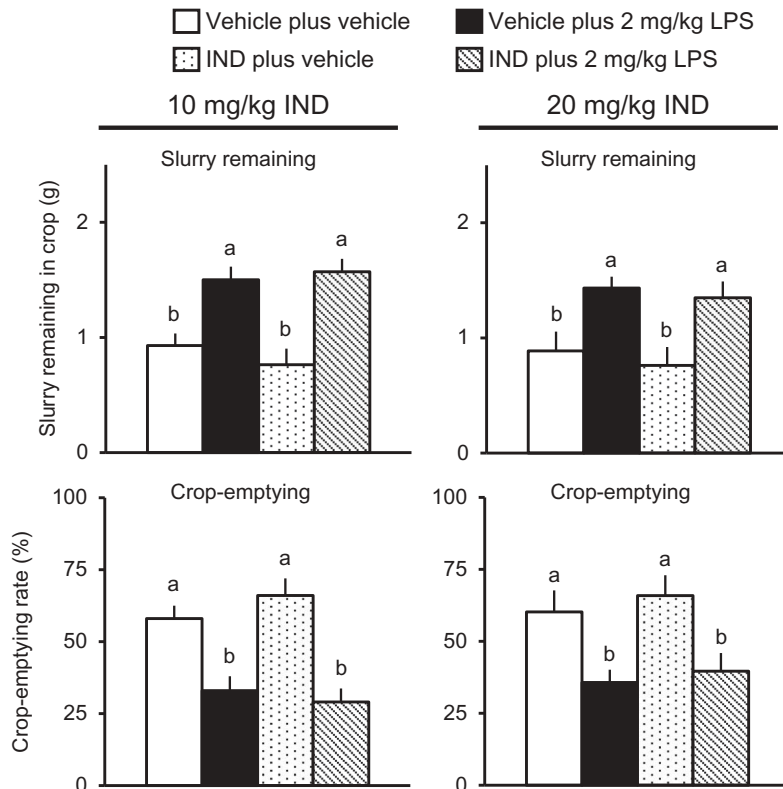 Vehicle plus vehicle
Vehicle plus 2 mg/kg LPS
IND plus vehicle
IND plus 2 mg/kg LPS
10 mg/kg IND
20 mg/kg IND
Slurry remaining
Slurry remaining in crop (g)
2
1
0
b
a
b
a
Slurry remaining
2
1
0
b
a
b
a
Crop-emptying
Crop-emptying rate (%)
100
75
50
25
0
a
b
a
b
Crop-emptying
100
75
50
25
0
a
b
a
b